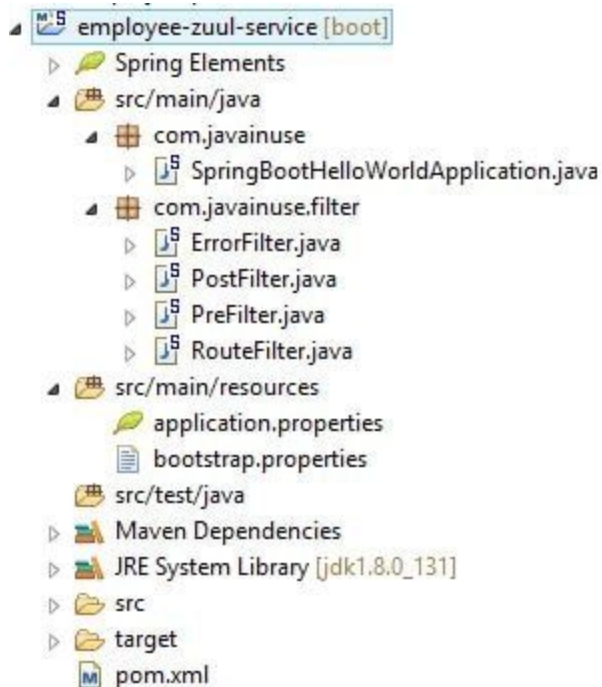 employee-zuul-service [boot]
Spring Elements
src/main/java
com.javainuse
SpringBootHelloWorldApplication.java
com.javainuse.filter
ErrorFilter.java
PostFilter.java
PreFilter.java
RouteFilter.java
src/main/resources
application.properties
bootstrap.properties
src/test/java
Maven Dependencies
JRE System Library [jdk1.8.0_131]
src
target
pom.xml